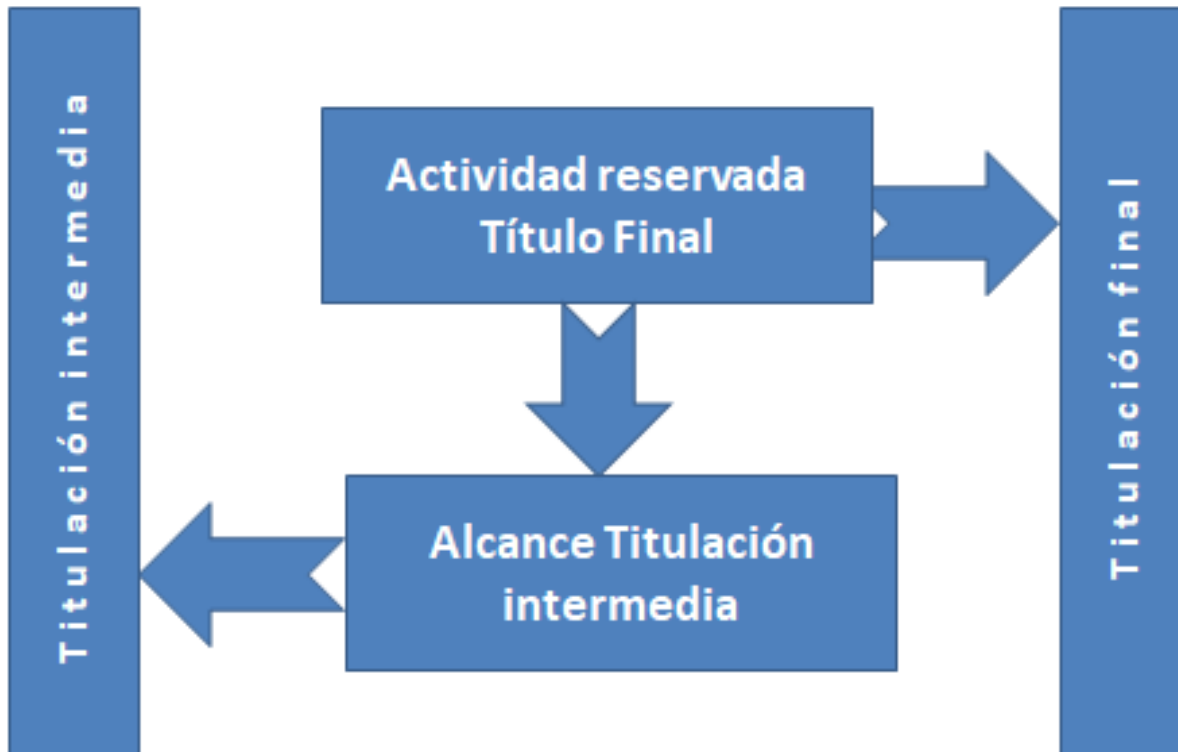 Titulación intermedia
Actividad reservada
Título Final
Alcance Titulación
intermedia
Titulación final